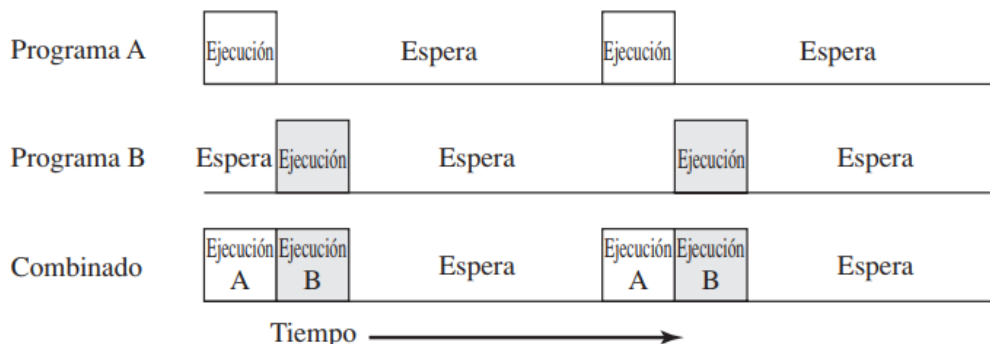 Programa A
Ejecución
Espera
Ejecución
Espera
Programa B
Espera
Ejecución
Espera
Ejecución
Espera
Combinado
Ejecución
A
Ejecución
B
Espera
Ejecución
A
Ejecución
B
Espera
Tiempo